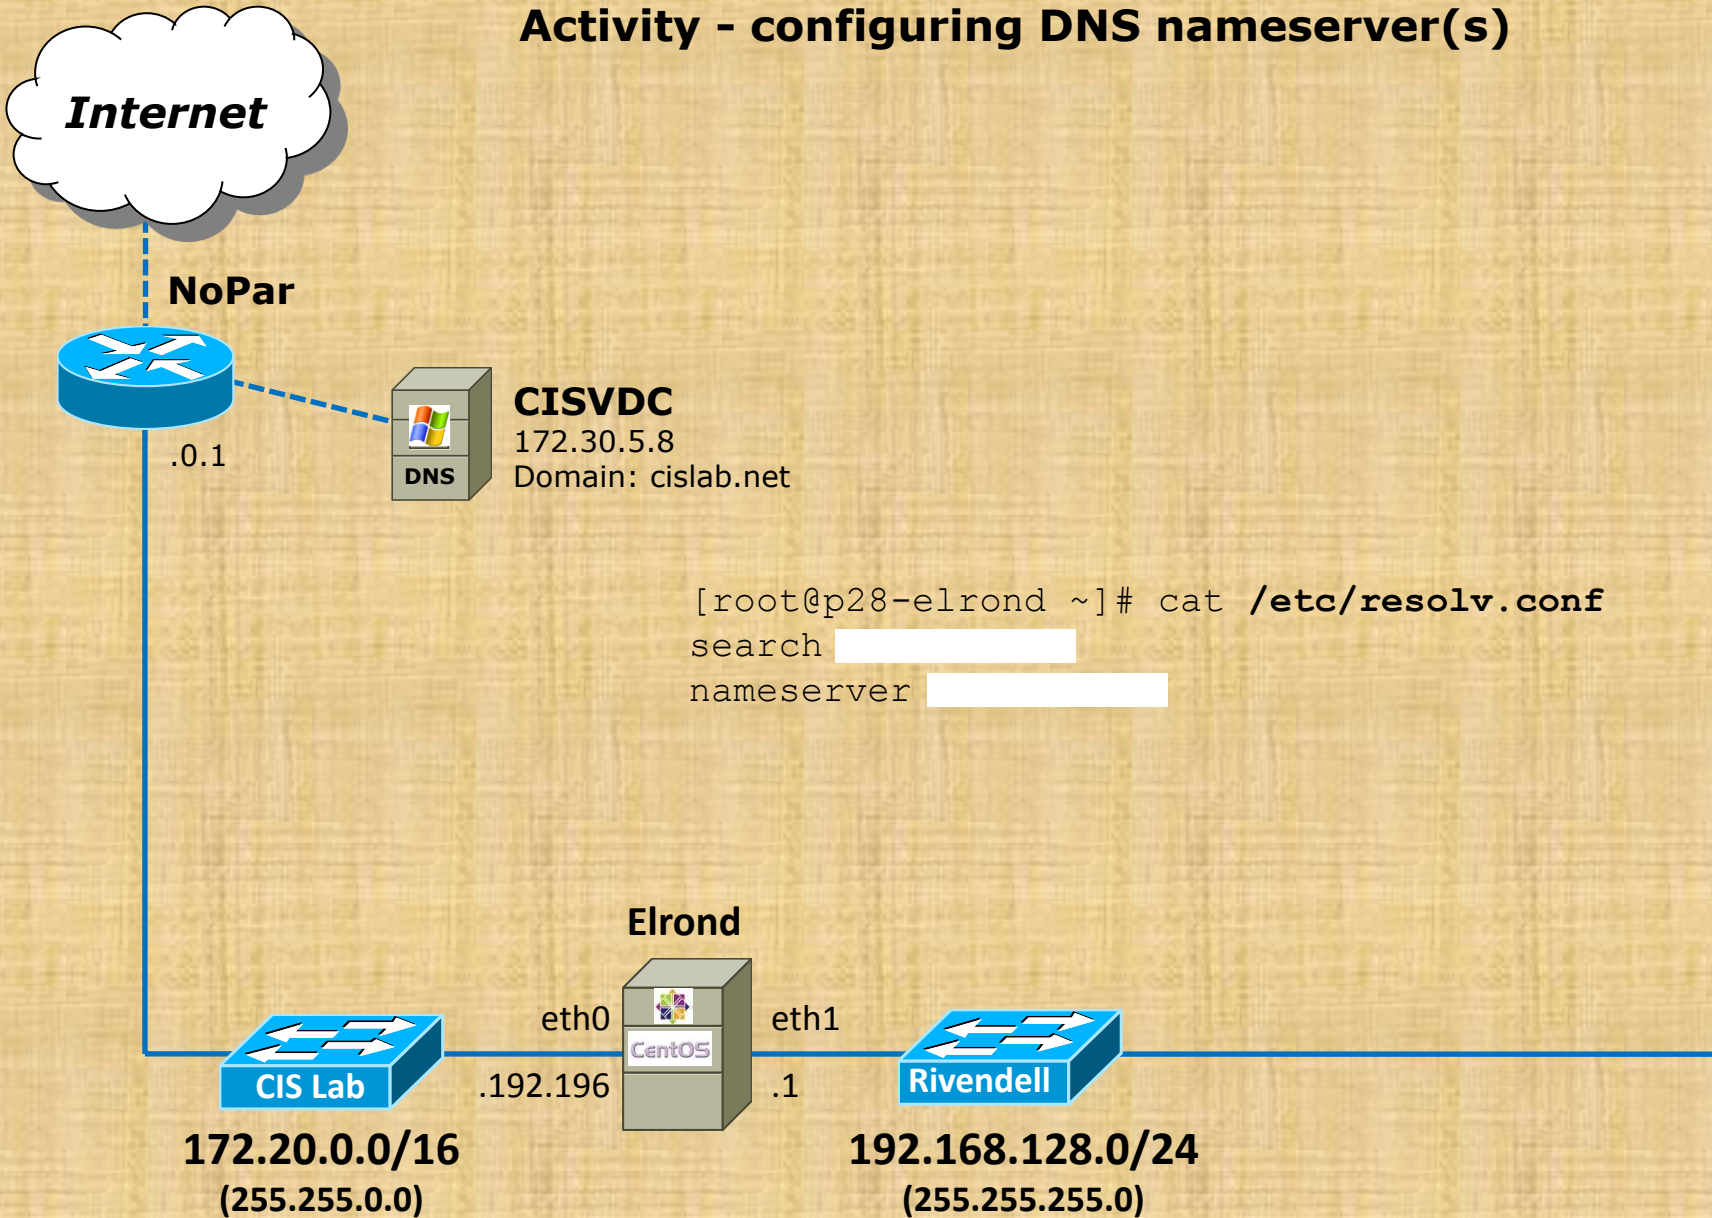 Activity - configuring DNS nameserver(s)
Internet
NoPar
.0.1
CISVDC
172.30.5.8
Domain: cislab.net
DNS
[root@p28-elrond ~]# cat /etc/resolv.conf
search
nameserver
Elrond
eth0
eth1
CentOS
.192.196
.1
CIS Lab
Rivendell
172.20.0.0/16
(255.255.0.0)
192.168.128.0/24
(255.255.255.0)